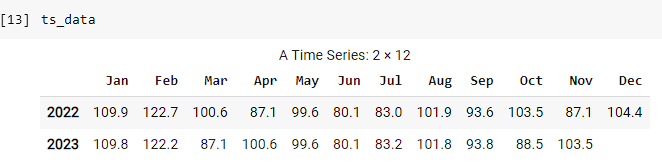 [13] ts_data
A Time Series: 2 × 12
Jan Feb Mar Apr May Jun Jul Aug Sep Oct Nov Dec
2022 109.9 122.7 100.6 87.1 99.6 80.1 83.0 101.9 93.6 103.5 87.1 104.4
2023 109.8 122.2 87.1 100.6 99.6 80.1 83.2 101.8 93.8 88.5 103.5